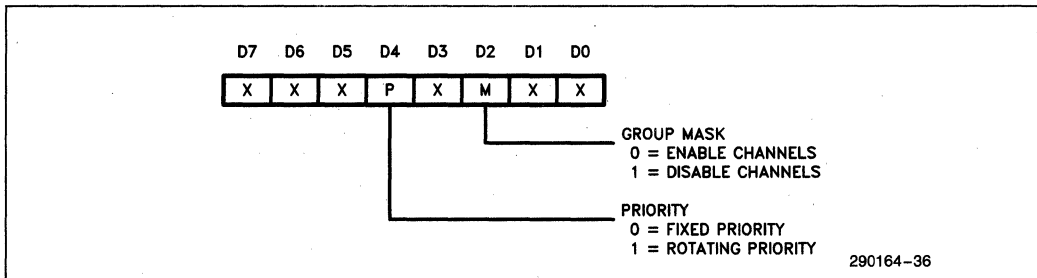 D7 D6 D5 D4 D3 D2 D1 D0
X X X P X M X X
GROUP MASK
0 = ENABLE CHANNELS
1 = DISABLE CHANNELS
PRIORITY
0 = FIXED PRIORITY
1 = ROTATING PRIORITY
290164-36